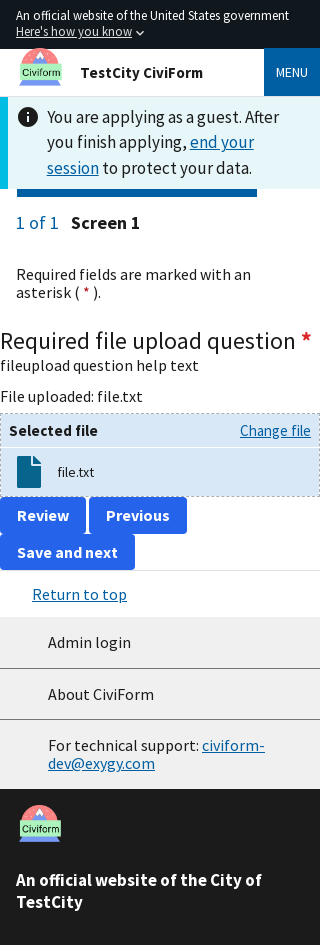 An official website of the United States government
Here's how you know
Civiform
TestCity CiviForm
MENU
You are applying as a guest. After
you finish applying, end your
session to protect your data.
1 of 1 Screen 1
Required fields are marked with an
asterisk ( * ).
Required file upload question *
fileupload question help text
File uploaded: file.txt
Selected file Change file
file.txt
Review Previous
Save and next
Return to top
Admin login
About CiviForm
For technical support: civiform-
dev@exygy.com
Civiform
An official website of the City of
TestCity